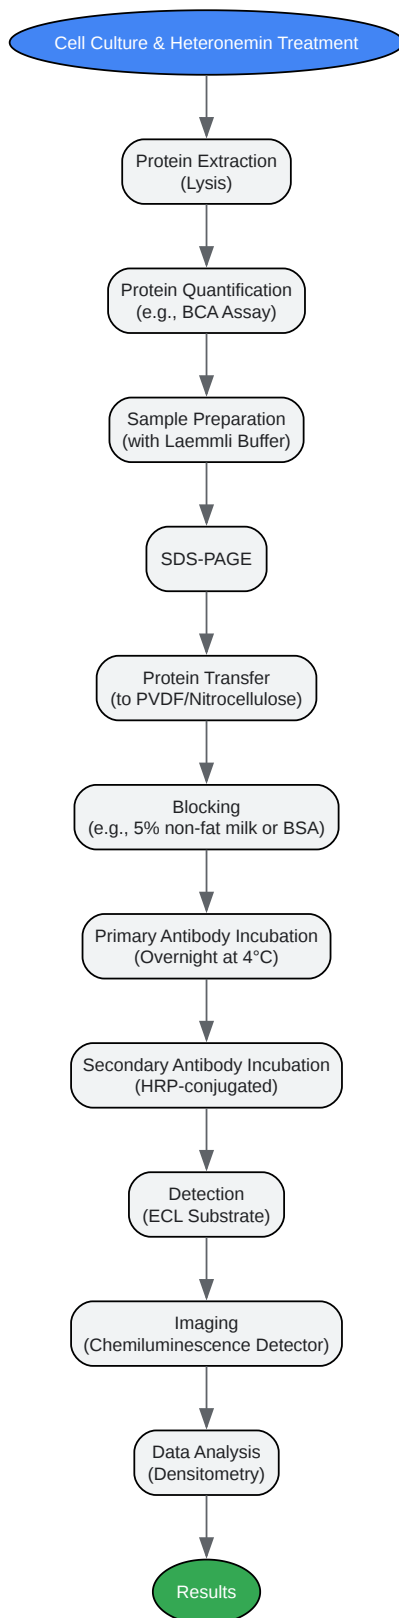 Cell Culture & Heteronemin Treatment
Protein Extraction
(Lysis)
Protein Quantification
(e.g., BCA Assay)
Sample Preparation
(with Laemmli Buffer)
SDS-PAGE
Protein Transfer
(to PVDF/Nitrocellulose)
Blocking
(e.g., 5% non-fat milk or BSA)
Primary Antibody Incubation
(Overnight at 4°C)
Secondary Antibody Incubation
(HRP-conjugated)
Detection
(ECL Substrate)
Imaging
(Chemiluminescence Detector)
Data Analysis
(Densitometry)
Results